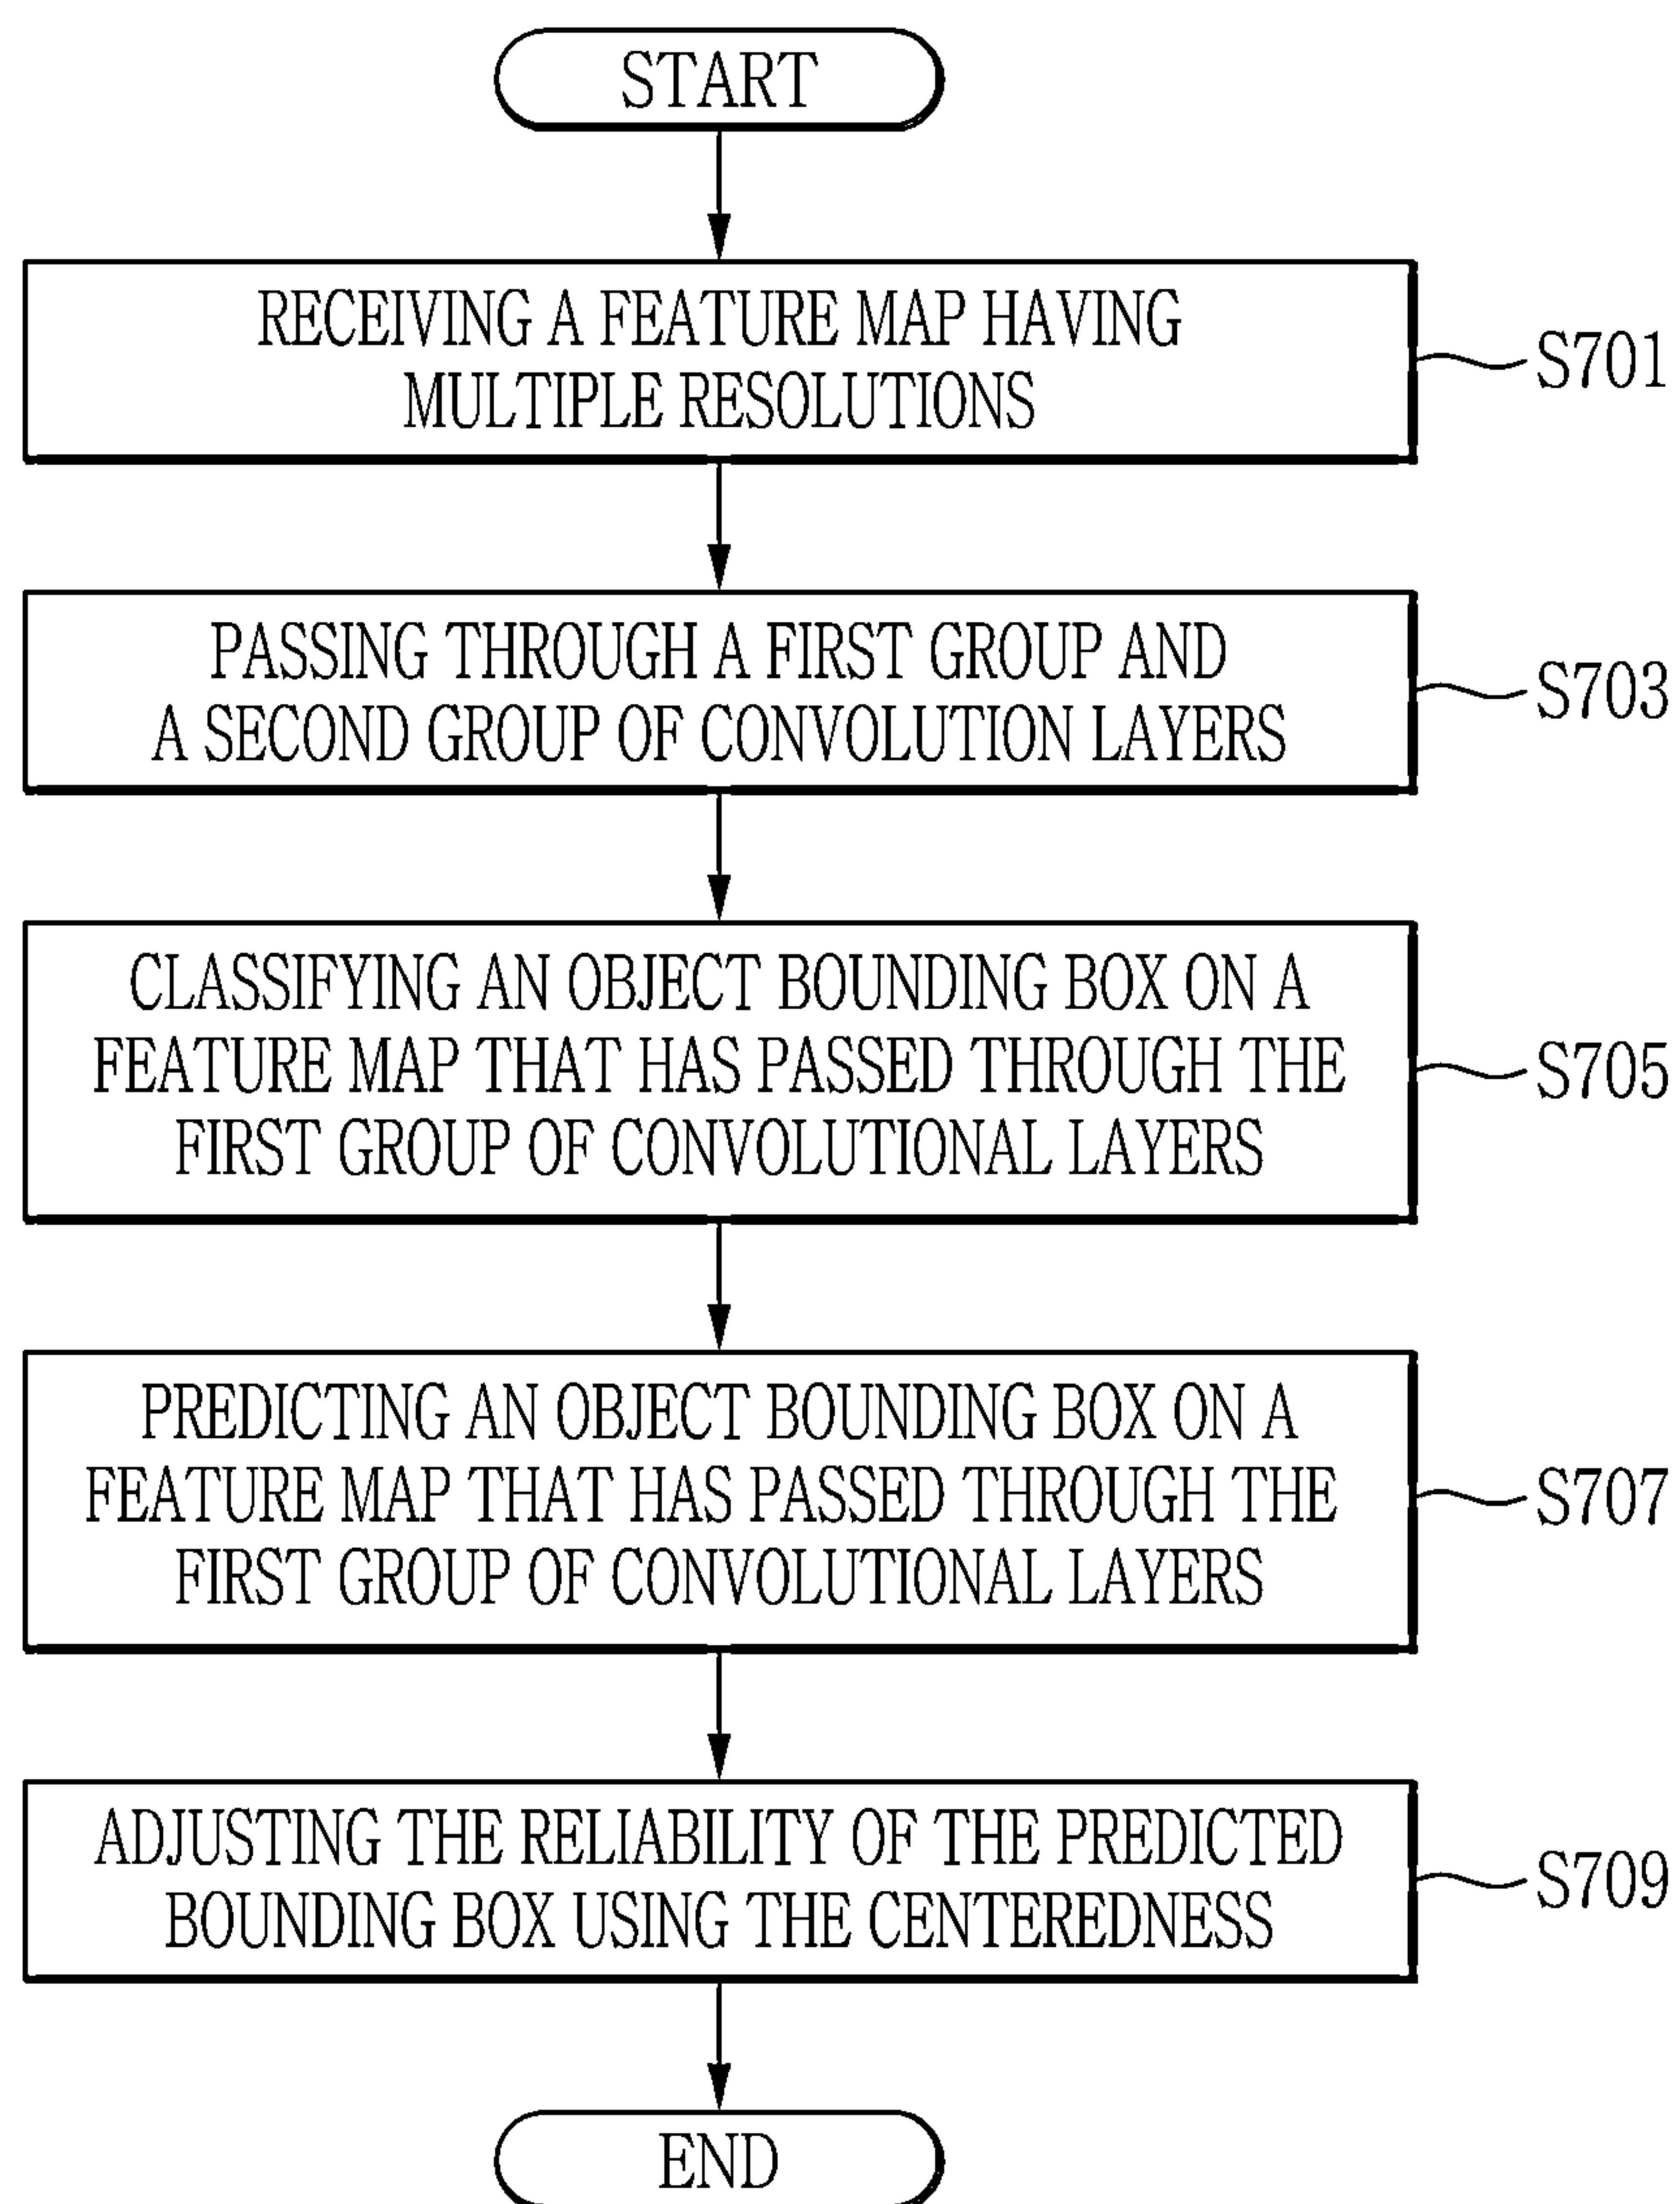 START
RECEIVING A FEATURE MAP HAVING
MULTIPLE RESOLUTIONS
S701
PASSING THROUGH A FIRST GROUP AND
A SECOND GROUP OF CONVOLUTION LAYERS
S703
CLASSIFYING AN OBJECT BOUNDING BOX ON A
FEATURE MAP THAT HAS PASSED THROUGH THE
FIRST GROUP OF CONVOLUTIONAL LAYERS
S705
PREDICTING AN OBJECT BOUNDING BOX ON A
FEATURE MAP THAT HAS PASSED THROUGH THE
FIRST GROUP OF CONVOLUTIONAL LAYERS
S707
ADJUSTING THE RELIABILITY OF THE PREDICTED
BOUNDING BOX USING THE CENTEREDNESS
S709
END